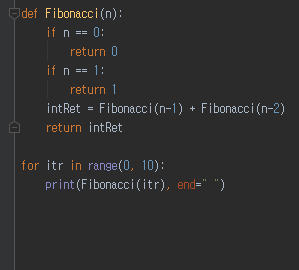 def Fibonacci(n):
    if n == 0:
        return 0
    if n == 1:
        return 1
    intRet = Fibonacci(n-1) + Fibonacci(n-2)
    return intRet

for itr in range(0, 10):
    print(Fibonacci(itr), end=" ")